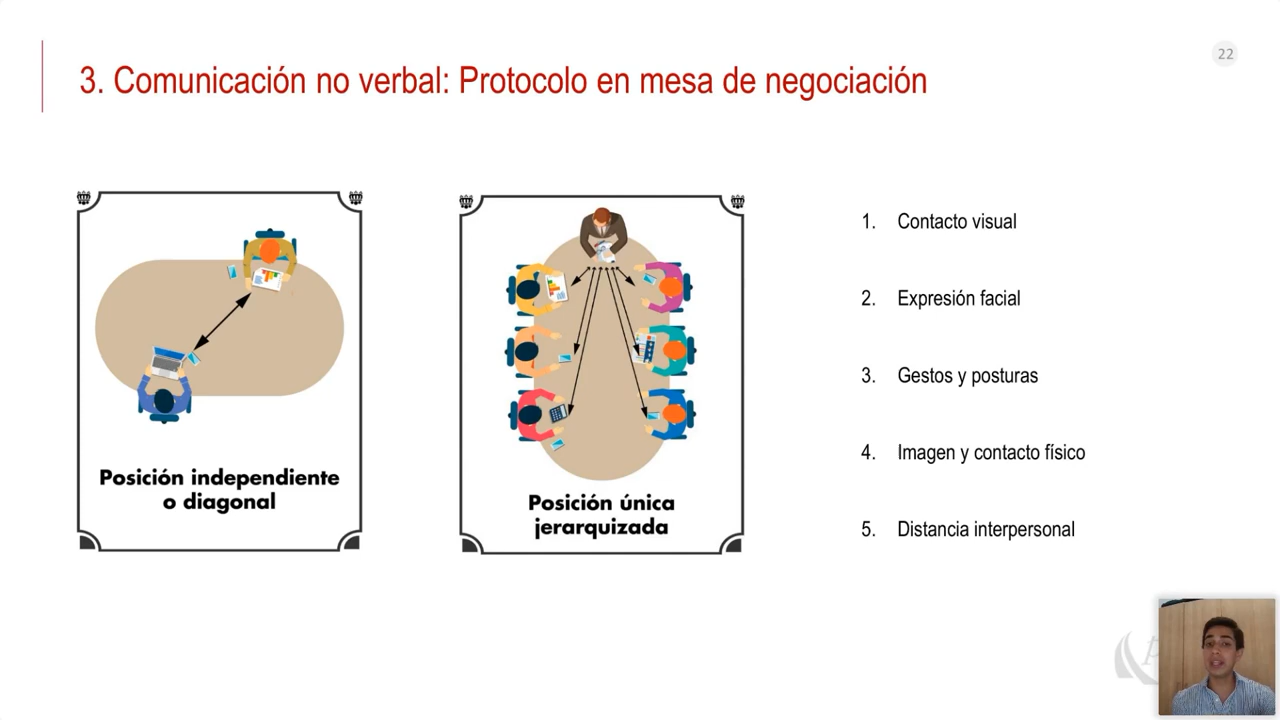 22
3. Comunicación no verbal: Protocolo en mesa de negociación
Posición independiente
o diagonal
Posición única
jerarquizada
1. Contacto visual
2. Expresión facial
3. Gestos y posturas
4. Imagen y contacto físico
5. Distancia interpersonal